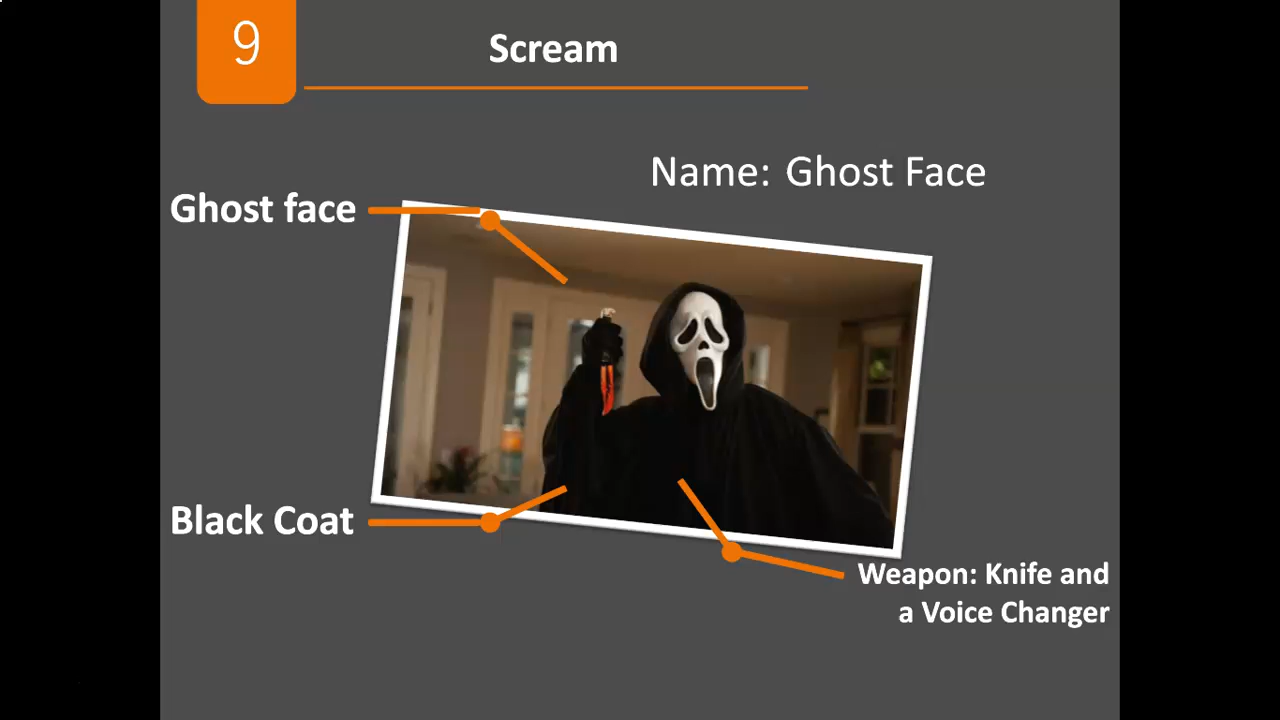 9
Scream
Name: Ghost Face
Ghost face
Black Coat
Weapon: Knife and
a Voice Changer